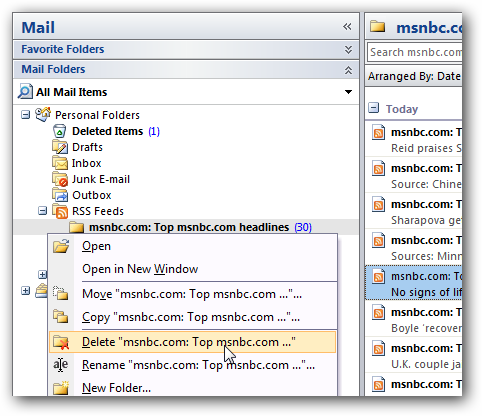 Mail
Favorite Folders
Mail Folders
All Mail Items
Personal Folders
Deleted Items (1)
Drafts
Inbox
Junk E-mail
Outbox
RSS Feeds
msnbc.com: Top msnbc.com headlines (30)
Open
Open in New Window
Move "msnbc.com: Top msnbc.com ..."...
Copy "msnbc.com: Top msnbc.com ..."...
Delete "msnbc.com: Top msnbc.com ..."
Rename "msnbc.com: Top msnbc.com ..."...
New Folder...
msnbc.co
Search msnbc.com
Arranged By: Date
Today
msnbc.com: T
Reid praises S
msnbc.com: T
Source: Chine
msnbc.com: T
Sharapova get
msnbc.com: T
Sources: Minn
msnbc.com: To
No signs of lif
msnbc.com: T
Boyle 'recover
msnbc.com: T
U.K. couple ja
msnbc.com: T